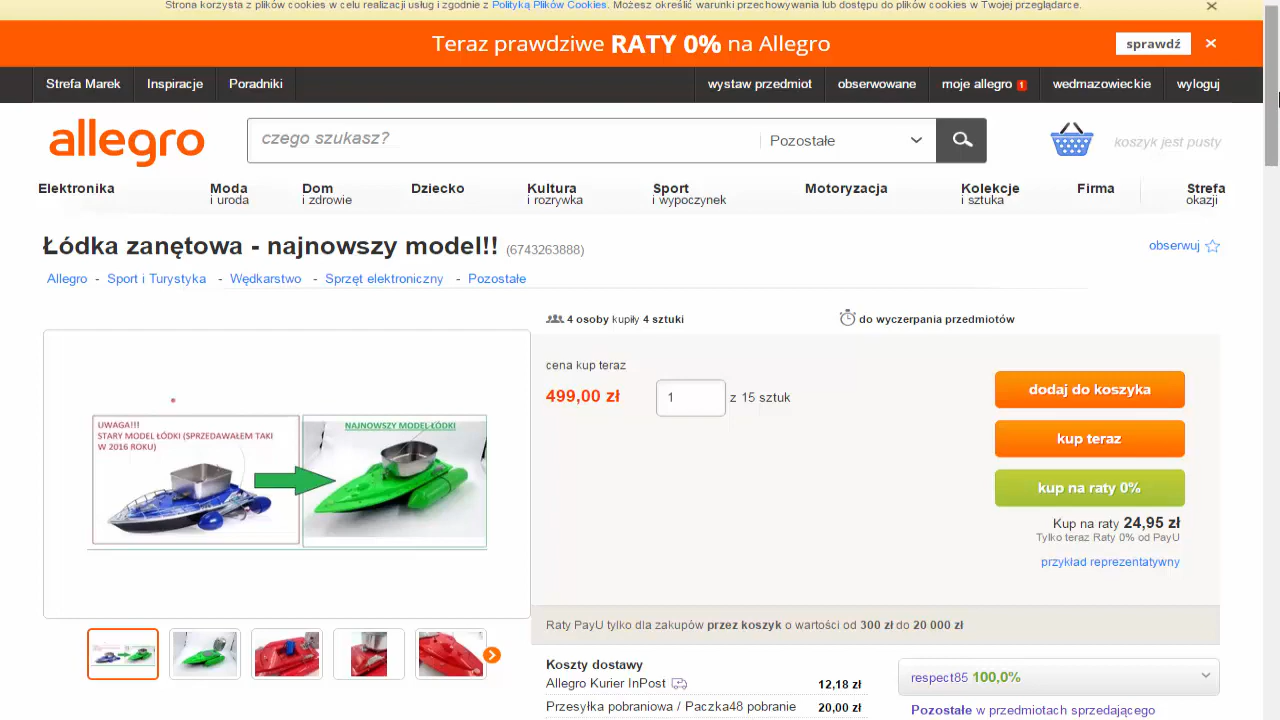 Strona korzysta z plików cookies w celu realizacji usług i zgodnie z Polityką Plików Cookies. Możesz określić warunki przechowywania lub dostępu do plików cookies w Twojej przeglądarce.
Teraz prawdziwe RATY 0% na Allegro
sprawdź
Strefa Marek Inspiracje Poradniki wystaw przedmiot obserwowane moje allegro 1 wedmazowieckie wyloguj
allegro czego szukasz? Pozostałe koszyk jest pusty
Elektronika Moda i uroda Dom i zdrowie Dziecko Kultura i rozrywka Sport i wypoczynek Motoryzacja Kolekcje i sztuka Firma Strefa okazji
Łódka zanętowa - najnowszy model!! (6743263888) obserwuj
Allegro - Sport i Turystyka - Wędkarstwo - Sprzęt elektroniczny - Pozostałe
4 osoby kupiły 4 sztuki do wyczerpania przedmiotów
UWAGA!!!
STARY MODEL ŁÓDKI (SPRZEDAWAŁEM TAKI
W 2016 ROKU)
NAJNOWSZY MODEL ŁÓDKI
cena kup teraz
499,00 zł 1 z 15 sztuk
dodaj do koszyka
kup teraz
kup na raty 0%
Kup na raty 24,95 zł
Tylko teraz Raty 0% od PayU
przykład reprezentatywny
Raty PayU tylko dla zakupów przez koszyk o wartości od 300 zł do 20 000 zł
Koszty dostawy
Allegro Kurier InPost 12,18 zł
Przesyłka pobraniowa / Paczka48 pobranie 20,00 zł
respect85 100,0%
Pozostałe w przedmiotach sprzedającego